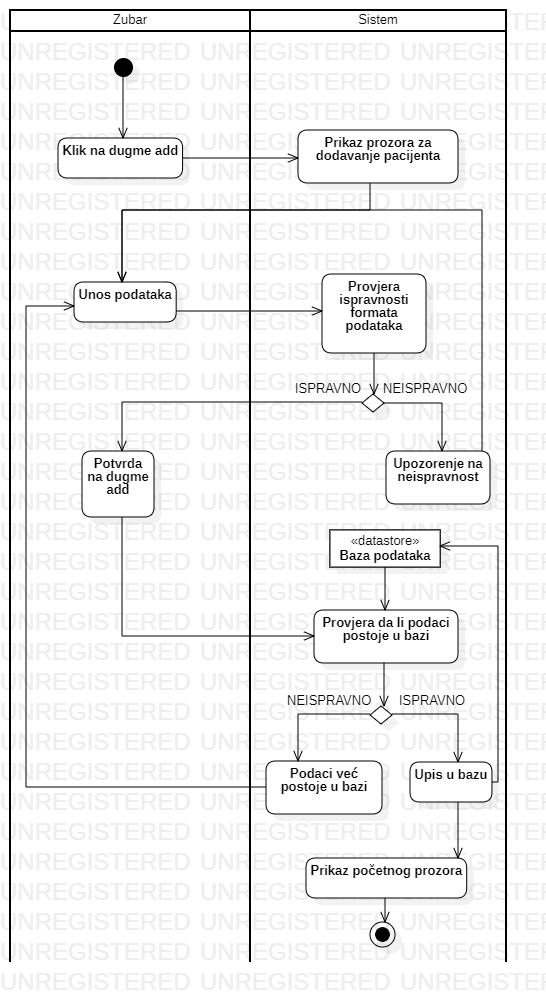 Zubar
Sistem
Klik na dugme add
Prikaz prozora za
dodavanje pacijenta
Unos podataka
Provjera
ispravnosti
formata
podataka
ISPRAVNO
NEISPRAVNO
Potvrda
na dugme
add
Upozorenje na
neispravnost
«datastore»
Baza podataka
Provjera da li podaci
postoje u bazi
NEISPRAVNO
ISPRAVNO
Podaci već
postoje u bazi
Upis u bazu
Prikaz početnog prozora
UNREGISTERED